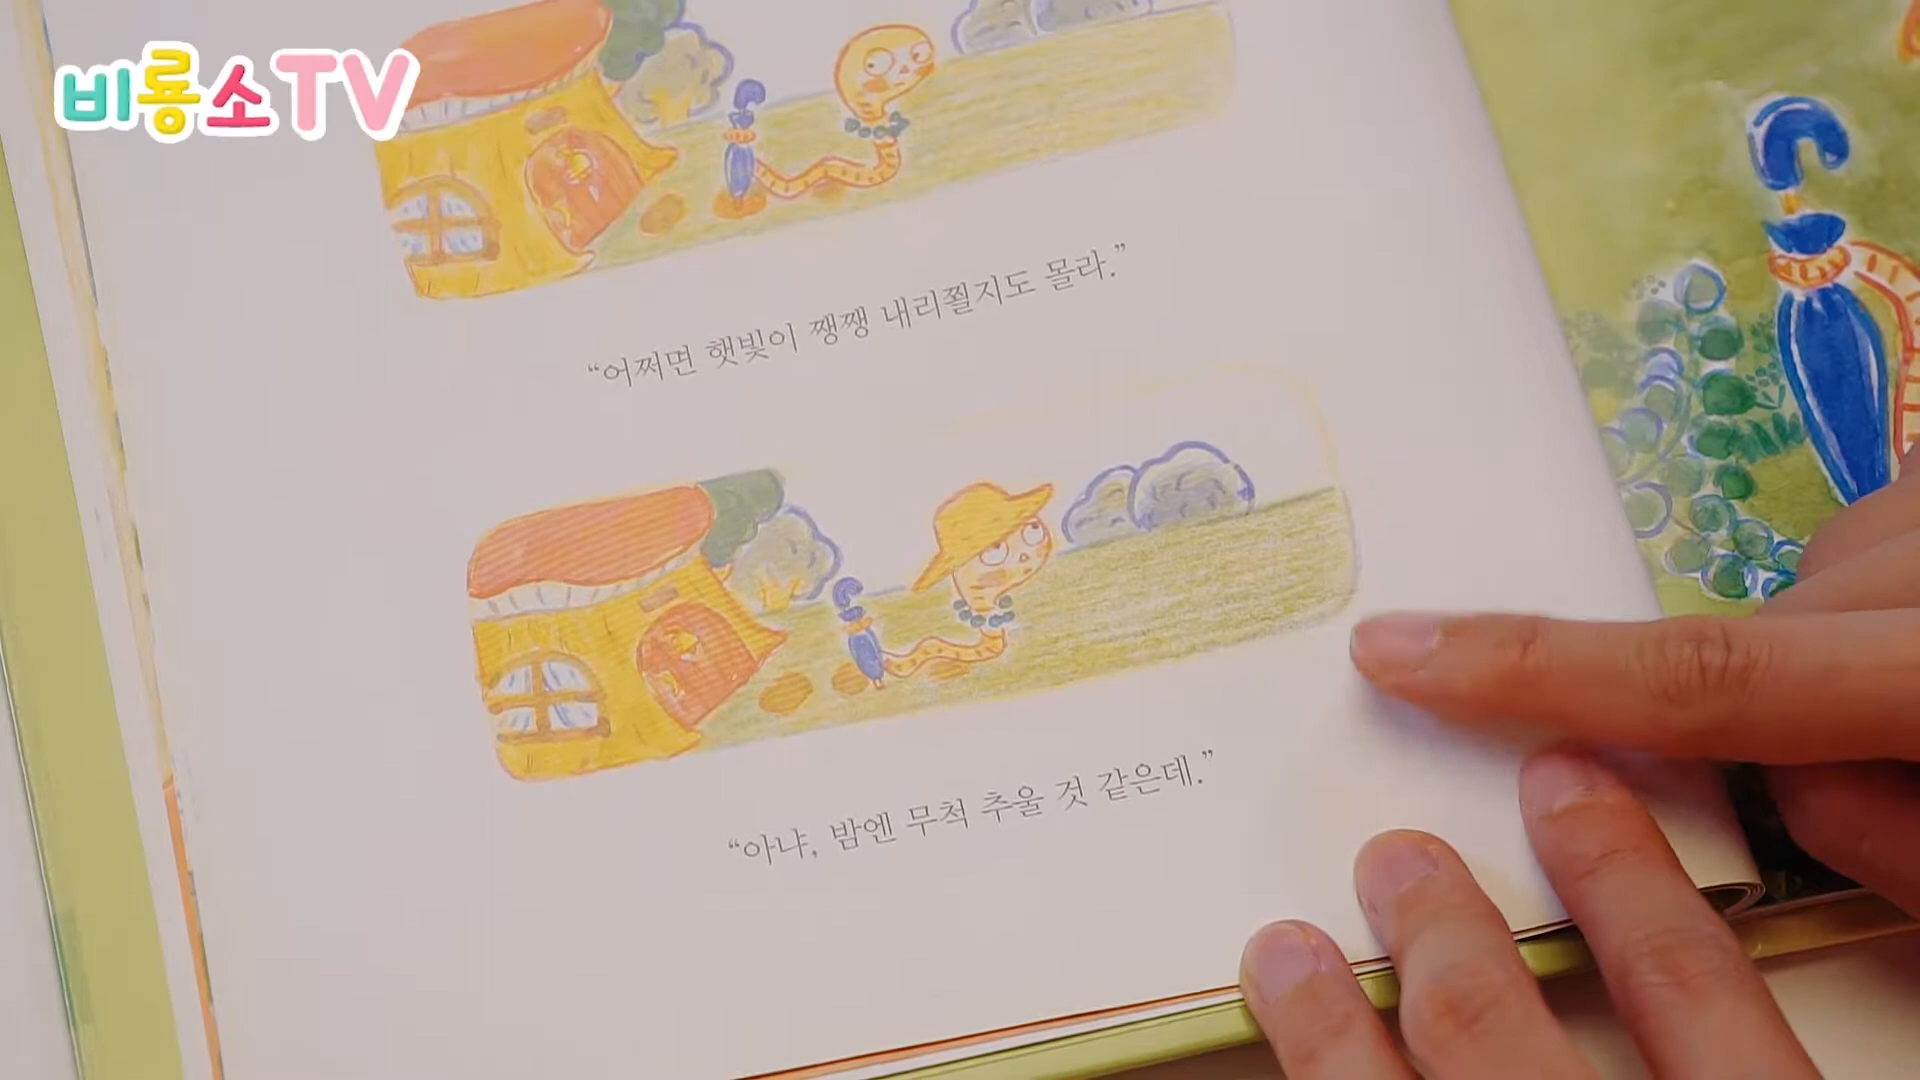 비룡소TV
“어쩌면 햇빛이 쨍쨍 내리쬘지도 몰라.”
“아냐, 밤엔 무척 추울 것 같은데.”